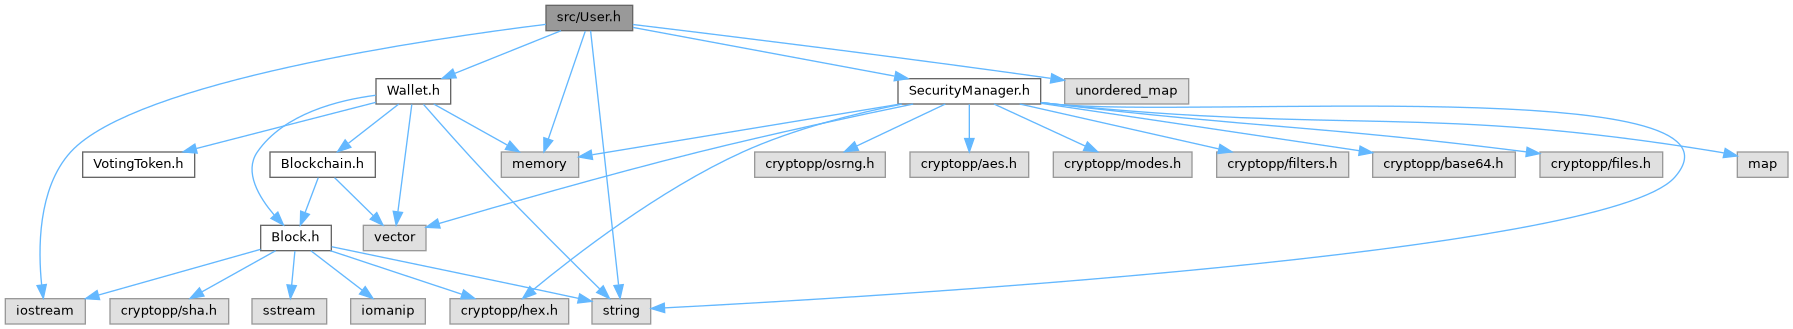 src/User.h
Wallet.h
SecurityManager.h
unordered_map
VotingToken.h
Blockchain.h
memory
cryptopp/osrng.h
cryptopp/aes.h
cryptopp/modes.h
cryptopp/filters.h
cryptopp/base64.h
cryptopp/files.h
map
Block.h
vector
iostream
cryptopp/sha.h
sstream
iomanip
cryptopp/hex.h
string